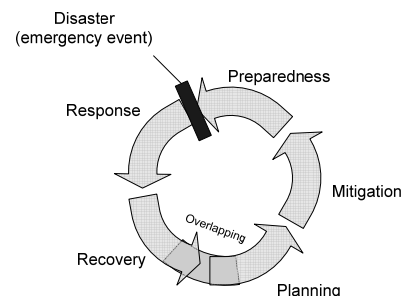 Disaster
(emergency event)
Preparedness
Response
Mitigation
Overlapping
Recovery
Planning